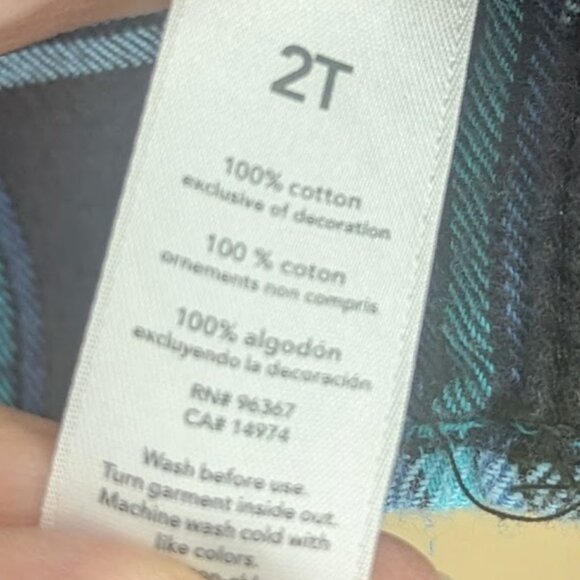 2T
100% cotton
exclusive of decoration
100 % coton
ornements non compris
100% algodón
excluyendo la decoración
RN# 96367
CA# 14974
Wash before use.
Turn garment inside out.
Machine wash cold with
like colors.